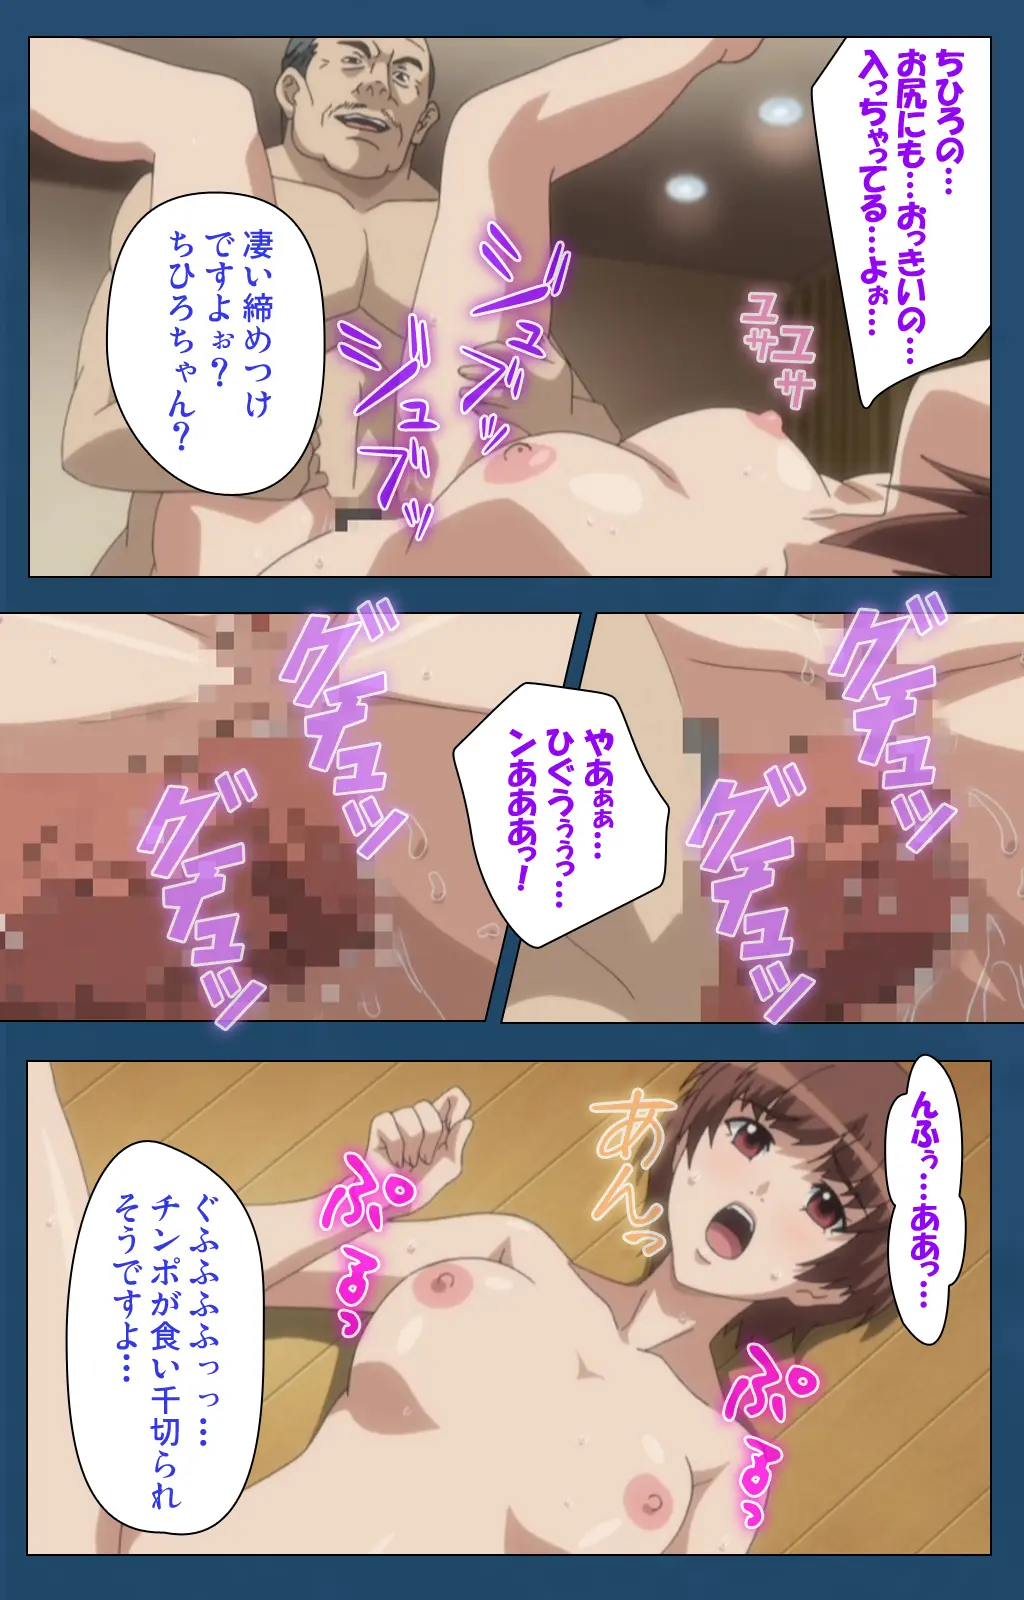 ちひろの…
お尻にも…おっきいの…
入っちゃってる…よぉ…
凄い締めつけ
ですよぉ？
ちひろちゃん？
ジュブッ
ジュブッ
ユサ
ユサ
グチュッ
グチュッ
やあぁぁ…
ひぐうぅぅっ…
ンあああっ！
グチュッ
グチュッ
んふぅ…ああっ…
あんっ
ぷるっ
ぷるっ
ぐふふふふっっ…
チンポが食い千切られ
そうですよ…